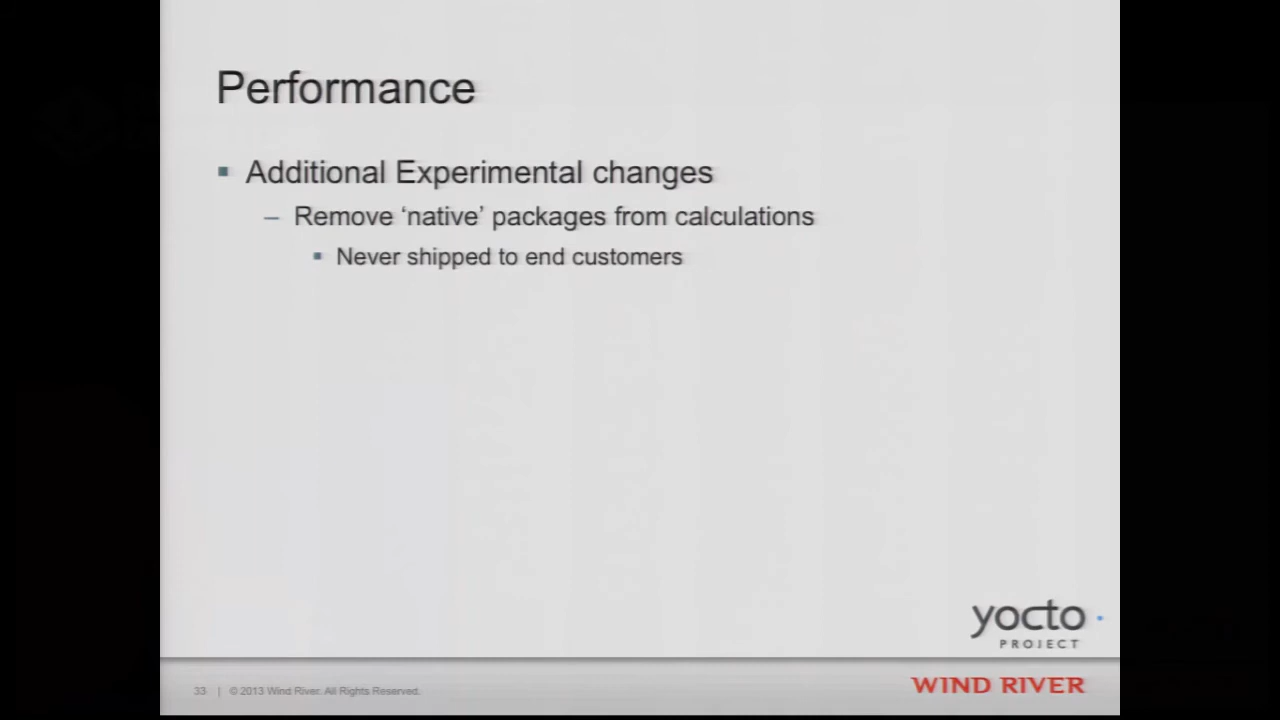 Performance
Additional Experimental changes
– Remove ‘native’ packages from calculations
Never shipped to end customers
yocto
PROJECT
33 | © 2013 Wind River. All Rights Reserved.
WIND RIVER